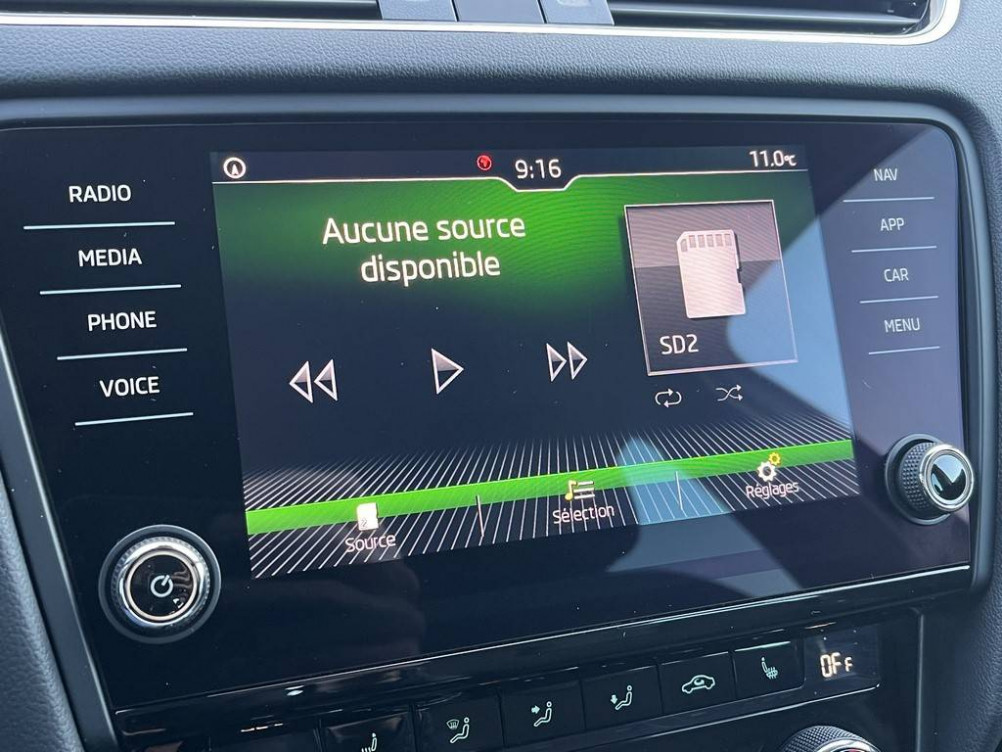 9:16
11.0°C
RADIO
MEDIA
PHONE
VOICE
Aucune source
disponible
SD2
Source
Sélection
Réglages
NAV
APP
CAR
MENU
OFF